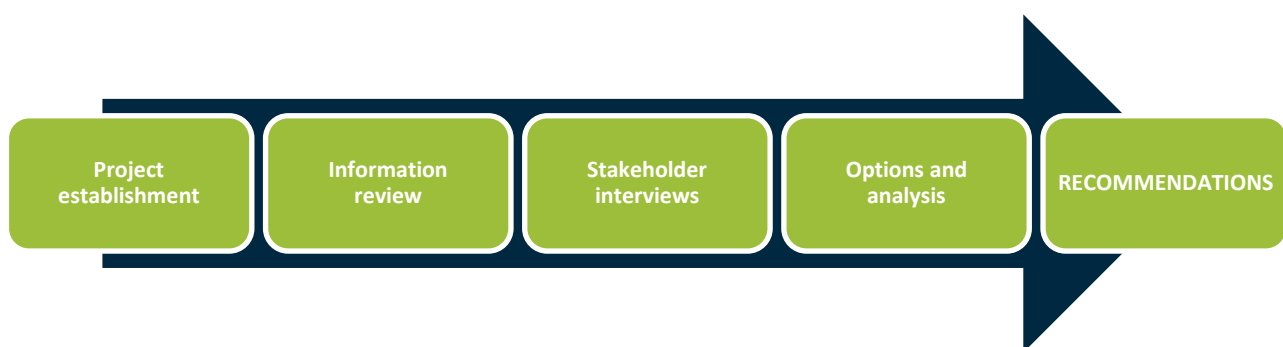 Project
establishment
Information
review
Stakeholder
interviews
Options and
analysis
RECOMMENDATIONS